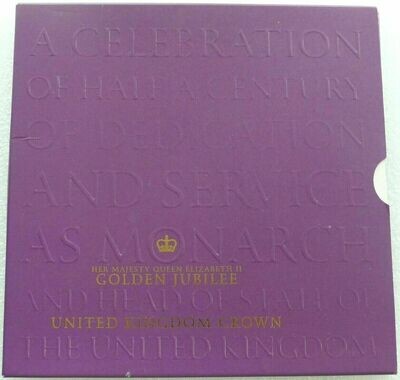 A CELEBRATION
OF HALF A CENTURY
OF DEDICATION
AND SERVICE
AS MONARCH
HER MAJESTY QUEEN ELIZABETH II
GOLDEN JUBILEE
AND HEAD OF STATE OF
UNITED KINGDOM CROWN
THE UNITED KINGDOM